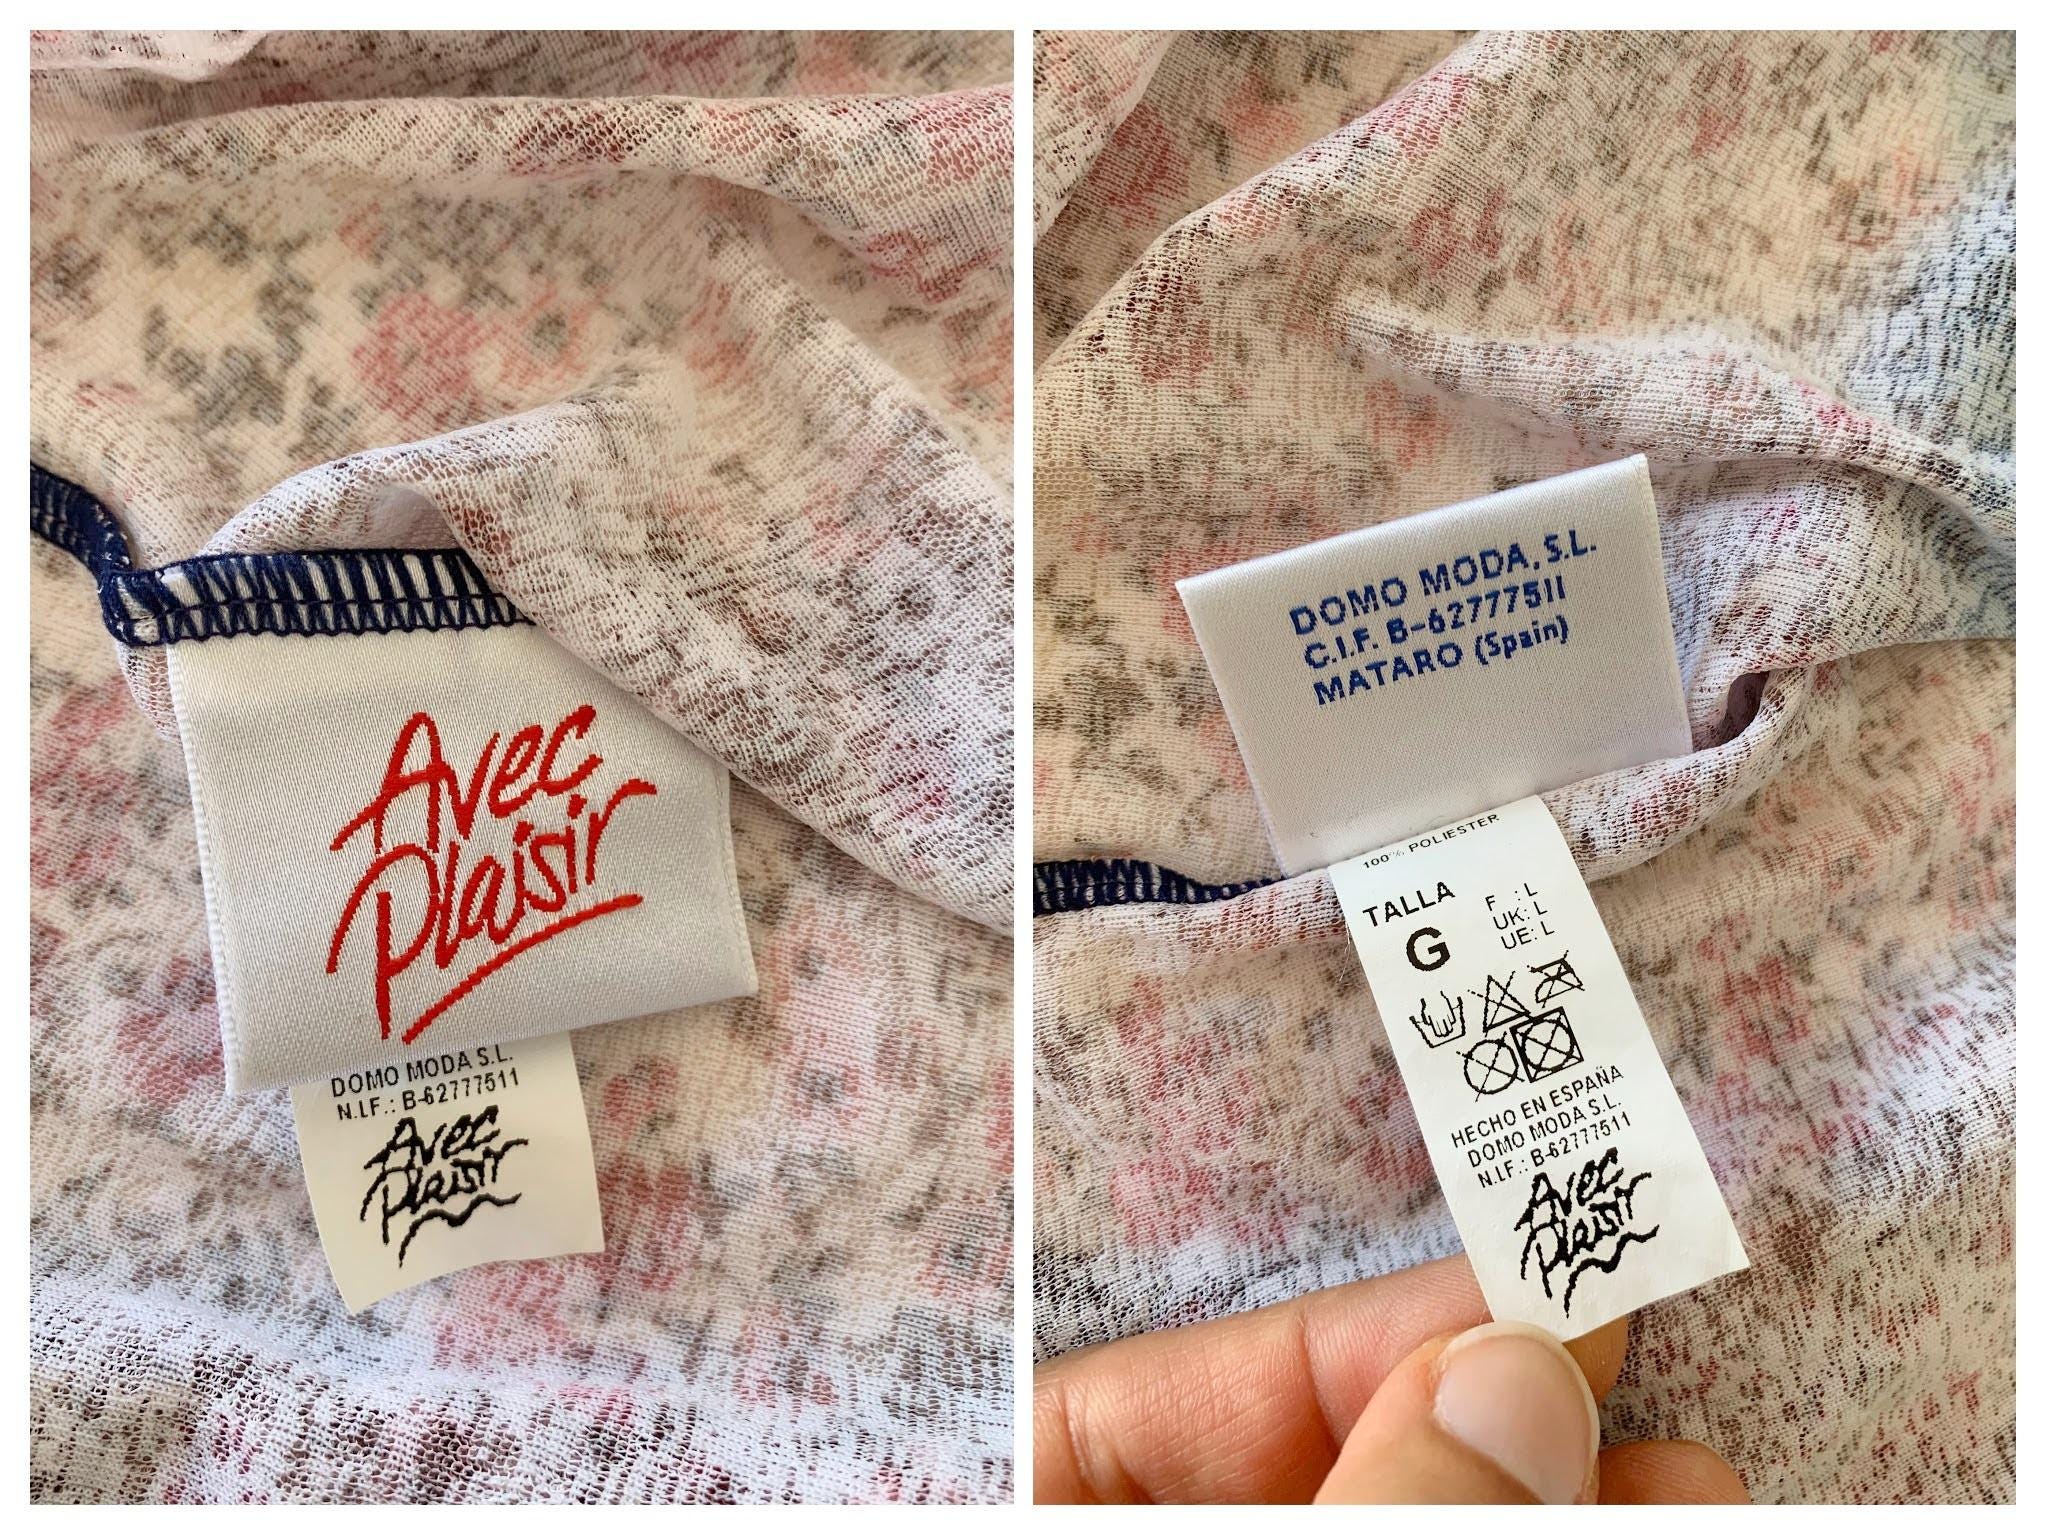 Avec
Plaisir
DOMO MODA S.L.
N.I.F.: B-62777511
Avec
Plaisir
DOMO MODA, S.L.
C.I.F. B-62777511
MATARO (Spain)
100% POLIESTER
TALLA
G
F : L
UK: L
UE: L
HECHO EN ESPAÑA
DOMO MODA S.L.
N.I.F.: B-62777511
Avec
Plaisir